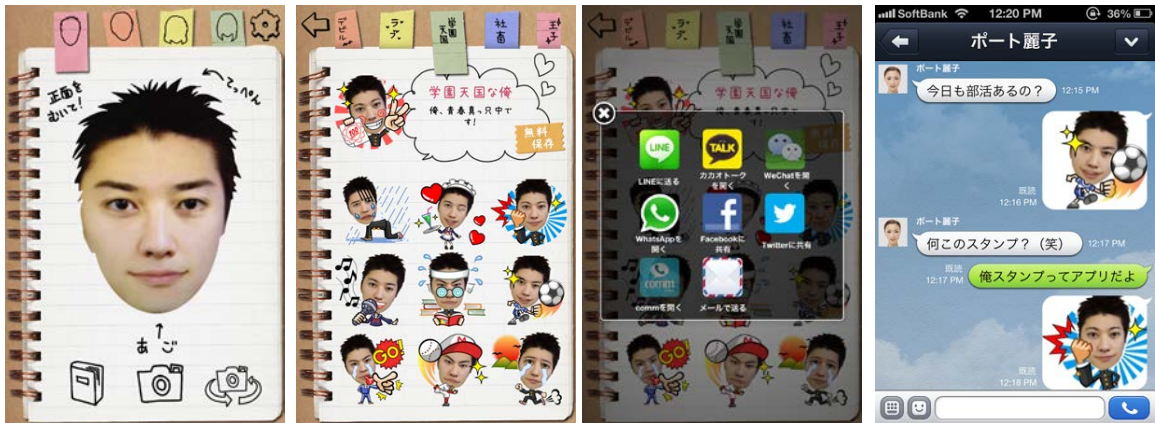 正面を
むいて!
てっぺん
あご
デビル
ラブ
学園
天国
社畜
王子
学園天国な俺
俺、青春真っ只中で
す!
無料
保存
100
GO!
GO!
LINE
TALK
LINEに送る
カカオトーク
を開く
WeChatを開
く
WhatsAppを
開く
Facebookに
共有
Twitterに共有
comm
commを開く
メールで送る
SoftBank
12:20 PM
36%
ポート麗子
ポート麗子
今日も部活あるの?
12:15 PM
既読
12:16 PM
ポート麗子
何このスタンプ?(笑)
12:17 PM
既読
12:17 PM
俺スタンプってアプリだよ
既読
12:18 PM